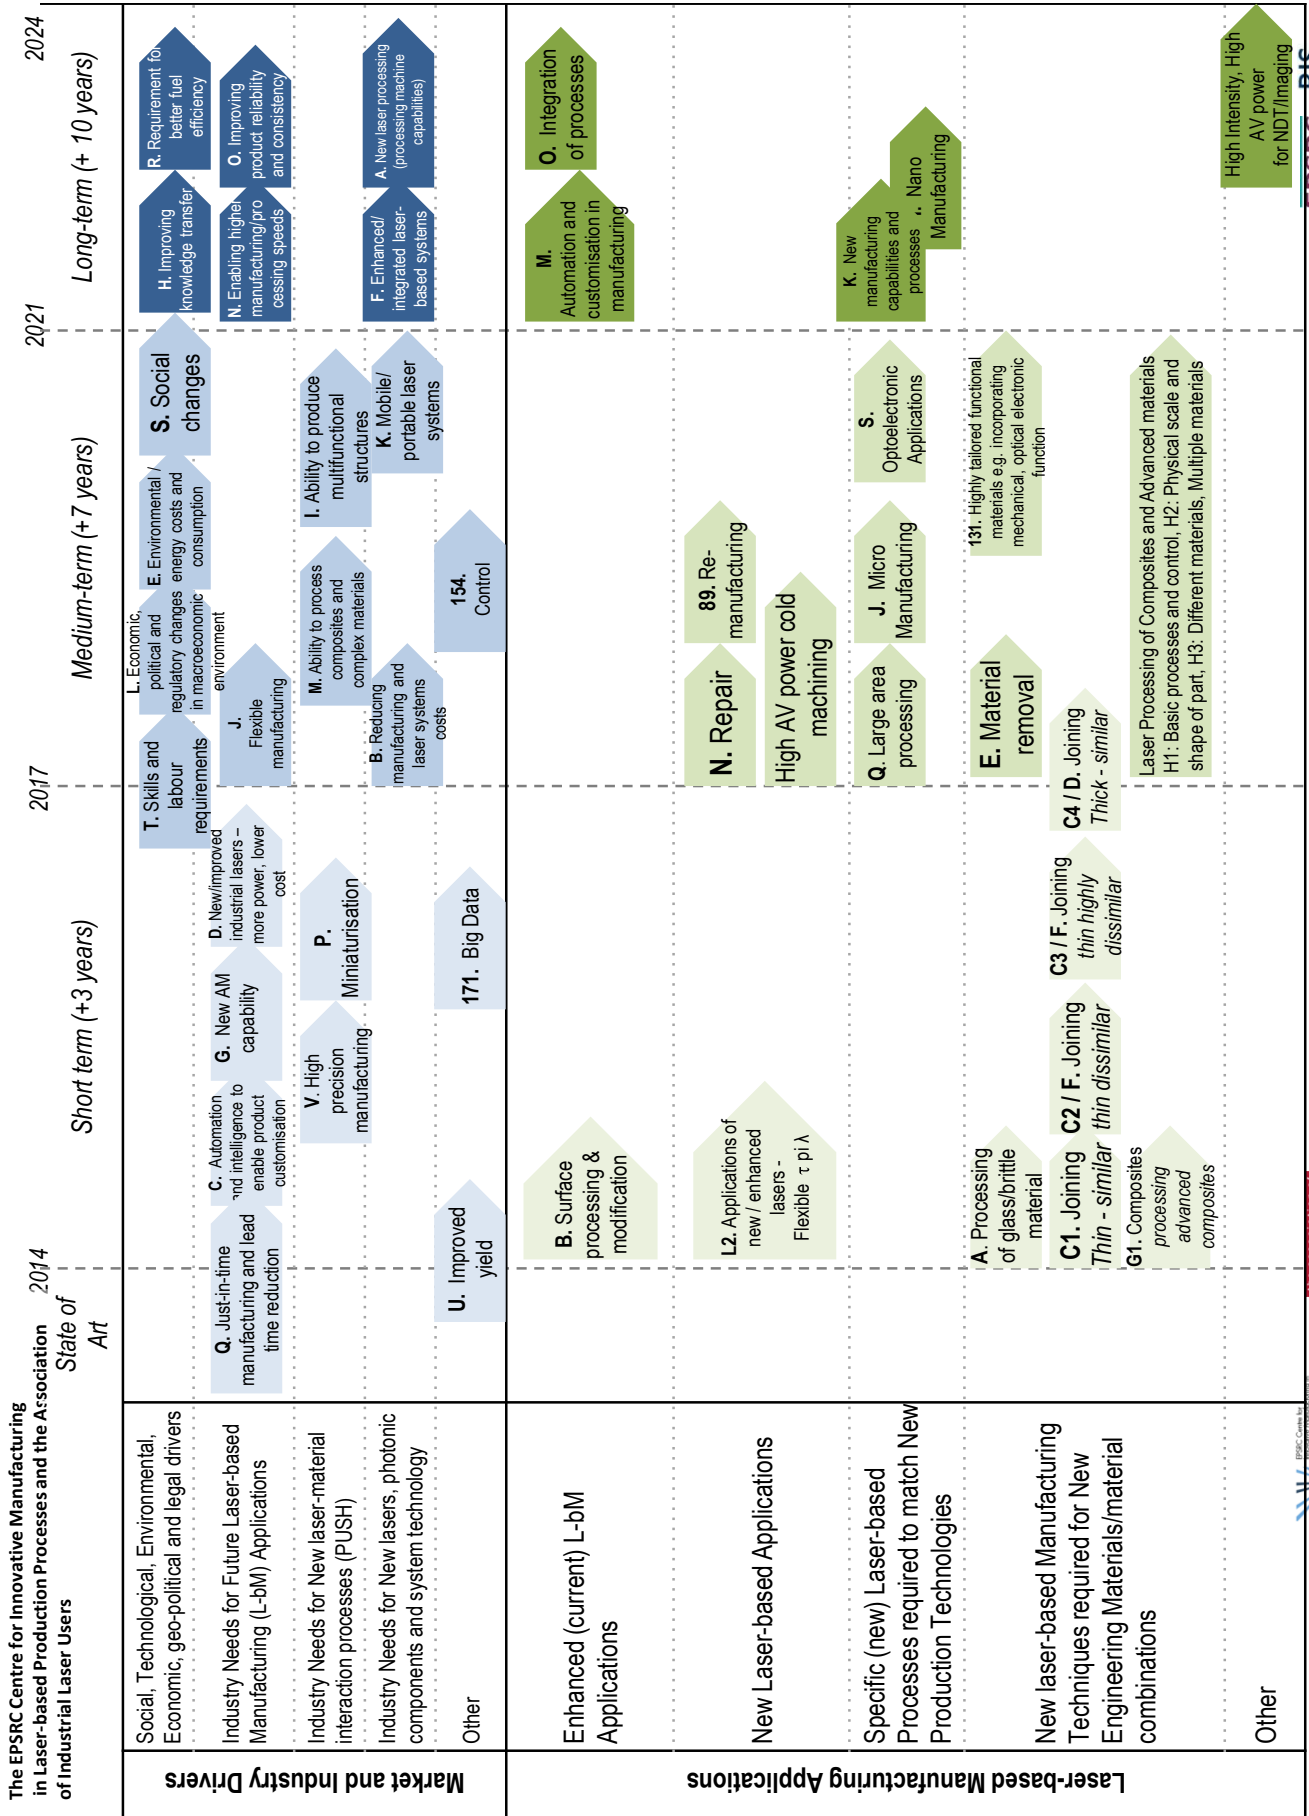 The EPSRC Centre for Innovative Manufacturing
in Laser-based Production Processes and the Association
of Industrial Laser Users
State of
Art
2014
Short term (+3 years)
2017
Medium-term (+7 years)
2021
Long-term (+ 10 years)
2024
Market and Industry Drivers
Social, Technological, Environmental,
Economic, geo-political and legal drivers
T. Skills and
labour
requirements
L. Economic,
political and
regulatory changes
in macroeconomic
environment
E. Environmental /
energy costs and
consumption
S. Social
changes
H. Improving
knowledge transfer
R. Requirement for
better fuel
efficiency
Industry Needs for Future Laser-based
Manufacturing (L-bM) Applications
Q. Just-in-time
manufacturing and lead
time reduction
C. Automation
and intelligence to
enable product
customisation
G. New AM
capability
D. New/improved
industrial lasers –
more power, lower
cost
J.
Flexible
manufacturing
N. Enabling higher
manufacturing/pro
cessing speeds
O. Improving
product reliability
and consistency
Industry Needs for New laser-material
interaction processes (PUSH)
V. High
precision
manufacturing
P.
Miniaturisation
M. Ability to process
composites and
complex materials
I. Ability to produce
multifunctional
structures
Industry Needs for New lasers, photonic
components and system technology
B. Reducing
manufacturing and
laser systems
costs
K. Mobile/
portable laser
systems
F. Enhanced/
integrated laser-
based systems
A. New laser processing
(processing machine
capabilities)
Other
U. Improved
yield
171. Big Data
154.
Control
Laser-based Manufacturing Applications
Enhanced (current) L-bM
Applications
B. Surface
processing &
modification
M.
Automation and
customisation in
manufacturing
O. Integration
of processes
New Laser-based Applications
L2. Applications of
new / enhanced
lasers -
Flexible τ pi λ
N. Repair
89. Re-
manufacturing
High AV power cold
machining
Specific (new) Laser-based
Processes required to match New
Production Technologies
Q. Large area
processing
J. Micro
Manufacturing
S.
Optoelectronic
Applications
K. New
manufacturing
capabilities and
processes
Nano
Manufacturing
New laser-based Manufacturing
Techniques required for New
Engineering Materials/material
combinations
A. Processing
of glass/brittle
material
E. Material
removal
131. Highly tailored functional
materials e.g. incorporating
mechanical, optical electronic
function
C1. Joining
Thin - similar
C2 / F. Joining
thin dissimilar
C3 / F. Joining
thin highly
dissimilar
C4 / D. Joining
Thick - similar
G1. Composites
processing
advanced
composites
Laser Processing of Composites and Advanced materials
H1: Basic processes and control, H2: Physical scale and
shape of part, H3: Different materials, Multiple materials
Other
High Intensity, High
AV power
for NDT/Imaging
EPSRC Centre for